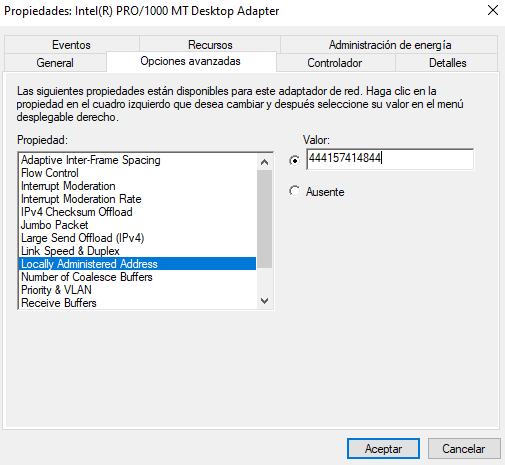 Propiedades: Intel(R) PRO/1000 MT Desktop Adapter
Eventos
Recursos
Administración de energía
General
Opciones avanzadas
Controlador
Detalles
Las siguientes propiedades están disponibles para este adaptador de red. Haga clic en la
propiedad en el cuadro izquierdo que desea cambiar y después seleccione su valor en el menú
desplegable derecho.
Propiedad:
Valor:
Adaptive Inter-Frame Spacing
Flow Control
Interrupt Moderation
Interrupt Moderation Rate
IPv4 Checksum Offload
Jumbo Packet
Large Send Offload (IPv4)
Link Speed & Duplex
Locally Administered Address
Number of Coalesce Buffers
Priority & VLAN
Receive Buffers
444157414844
Ausente
Aceptar
Cancelar